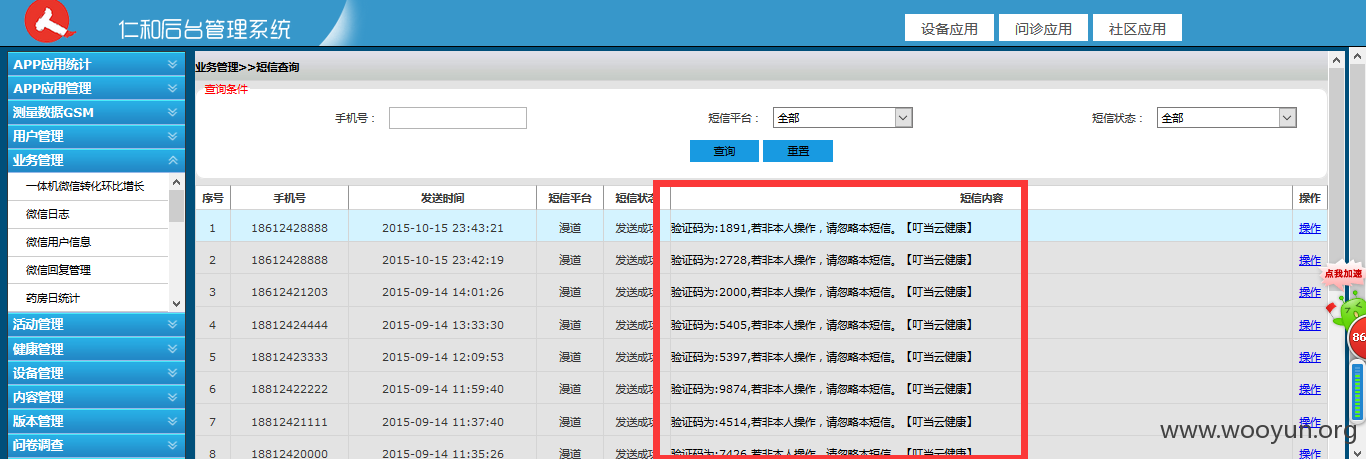 仁和后台管理系统
设备应用 问诊应用 社区应用
APP应用统计
APP应用管理
测量数据GSM
用户管理
业务管理
一体机微信转化环比增长
微信日志
微信用户信息
微信回复管理
药房日统计
活动管理
健康管理
设备管理
内容管理
版本管理
问卷调查
业务管理>>短信查询
查询条件
手机号： 短信平台： 全部 短信状态： 全部
查询 重置
序号 手机号 发送时间 短信平台 短信状态 短信内容 操作
1 18612428888 2015-10-15 23:43:21 漫道 发送成功 验证码为:1891,若非本人操作，请忽略本短信。【叮当云健康】 操作
2 18612428888 2015-10-15 23:42:19 漫道 发送成功 验证码为:2728,若非本人操作，请忽略本短信。【叮当云健康】 操作
3 18612421203 2015-09-14 14:01:26 漫道 发送成功 验证码为:2000,若非本人操作，请忽略本短信。【叮当云健康】 操作
4 18812424444 2015-09-14 13:33:30 漫道 发送成功 验证码为:5405,若非本人操作，请忽略本短信。【叮当云健康】 操作
5 18812423333 2015-09-14 12:09:53 漫道 发送成功 验证码为:5397,若非本人操作，请忽略本短信。【叮当云健康】 操作
6 18812422222 2015-09-14 11:59:40 漫道 发送成功 验证码为:9874,若非本人操作，请忽略本短信。【叮当云健康】 操作
7 18812421111 2015-09-14 11:37:40 漫道 发送成功 验证码为:4514,若非本人操作，请忽略本短信。【叮当云健康】 操作
8 18812420000 2015-09-14 11:35:26 漫道 发送成功 验证码为:7426,若非本人操作，请忽略本短信。【叮当云健康】 操作
点我加速
86
www.wooyun.org